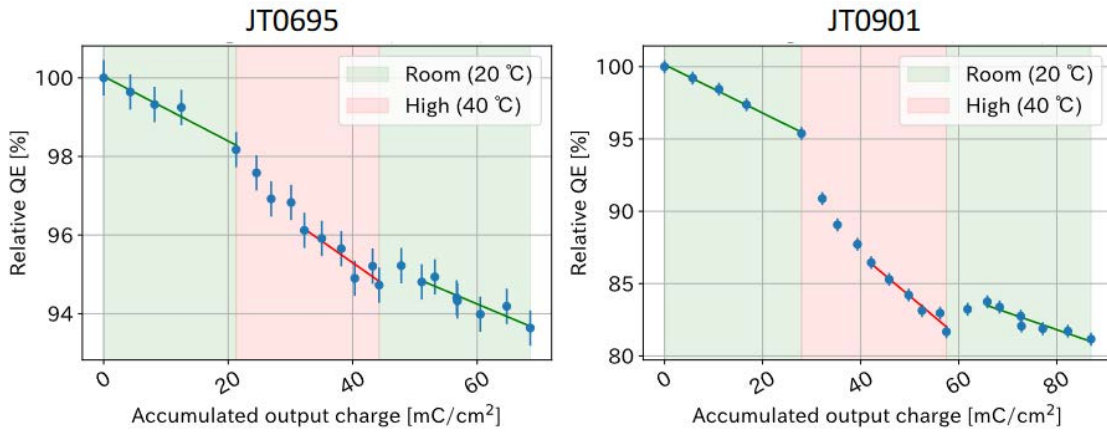 JT0695
100
98
96
94
Relative QE [%]
Room (20 ℃)
High (40 ℃)
0
20
40
60
Accumulated output charge [mC/cm²]
JT0901
100
95
90
85
80
Relative QE [%]
Room (20 ℃)
High (40 ℃)
0
20
40
60
80
Accumulated output charge [mC/cm²]